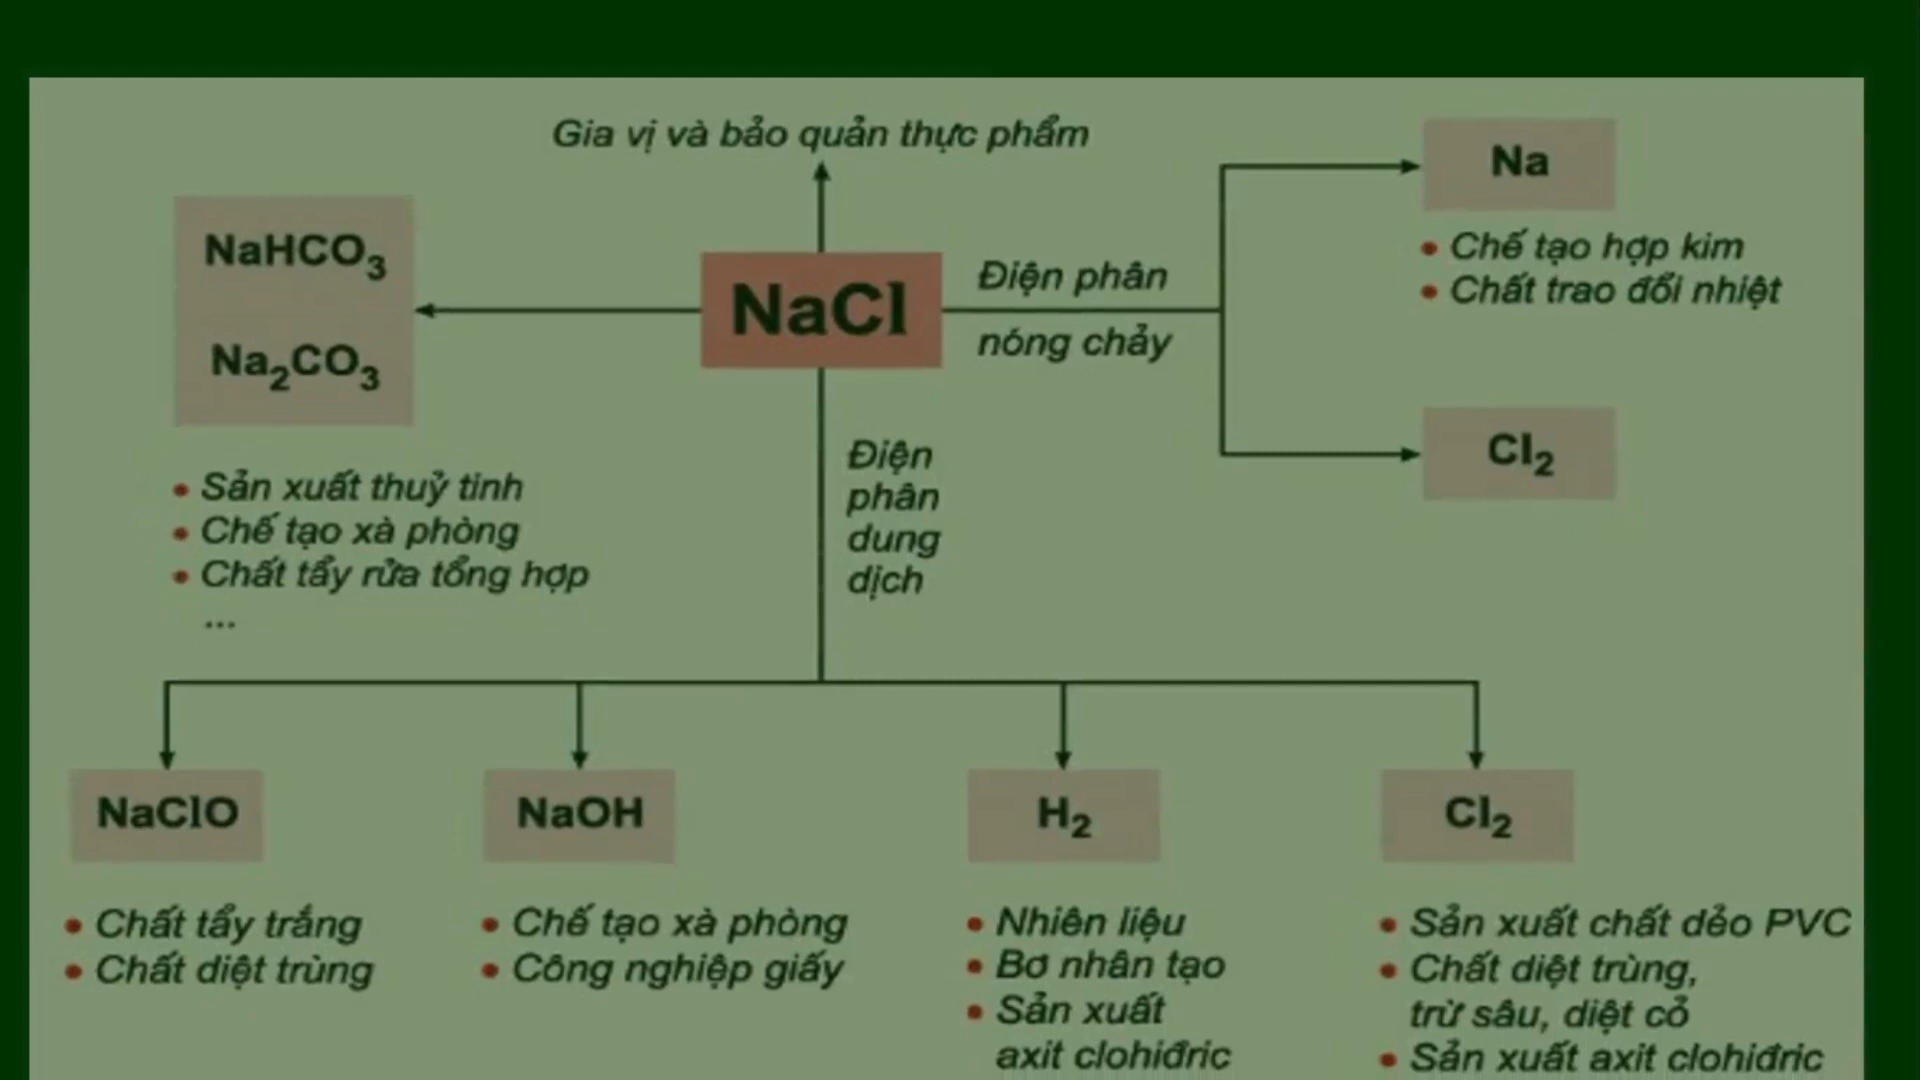 Gia vị và bảo quản thực phẩm
NaHCO₃
Na₂CO₃
NaCl
Điện phân
nóng chảy
Na
• Chế tạo hợp kim
• Chất trao đổi nhiệt
Cl₂
• Sản xuất thuỷ tinh
• Chế tạo xà phòng
• Chất tẩy rửa tổng hợp
...
Điện
phân
dung
dịch
NaClO
• Chất tẩy trắng
• Chất diệt trùng
NaOH
• Chế tạo xà phòng
• Công nghiệp giấy
H₂
• Nhiên liệu
• Bơ nhân tạo
• Sản xuất
axit clohiđric
Cl₂
• Sản xuất chất dẻo PVC
• Chất diệt trùng,
trừ sâu, diệt cỏ
• Sản xuất axit clohiđric